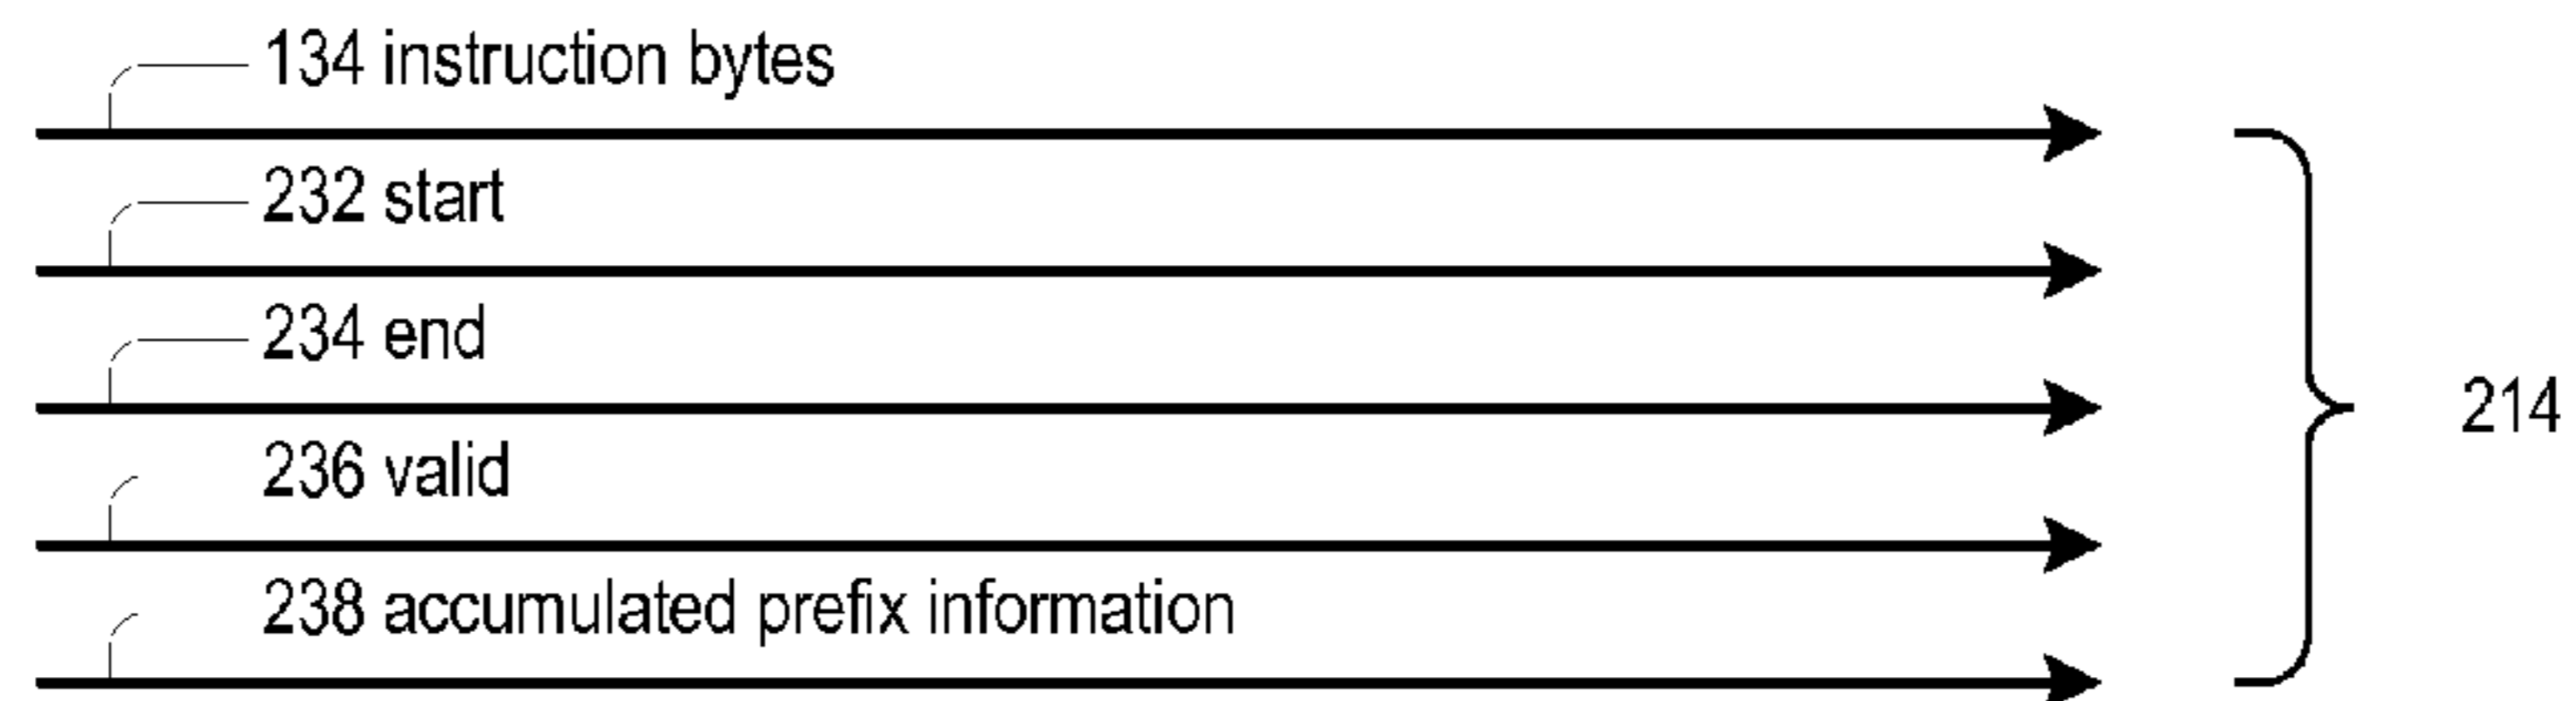 134 instruction bytes
232 start
234 end
214
236 valid
238 accumulated prefix information